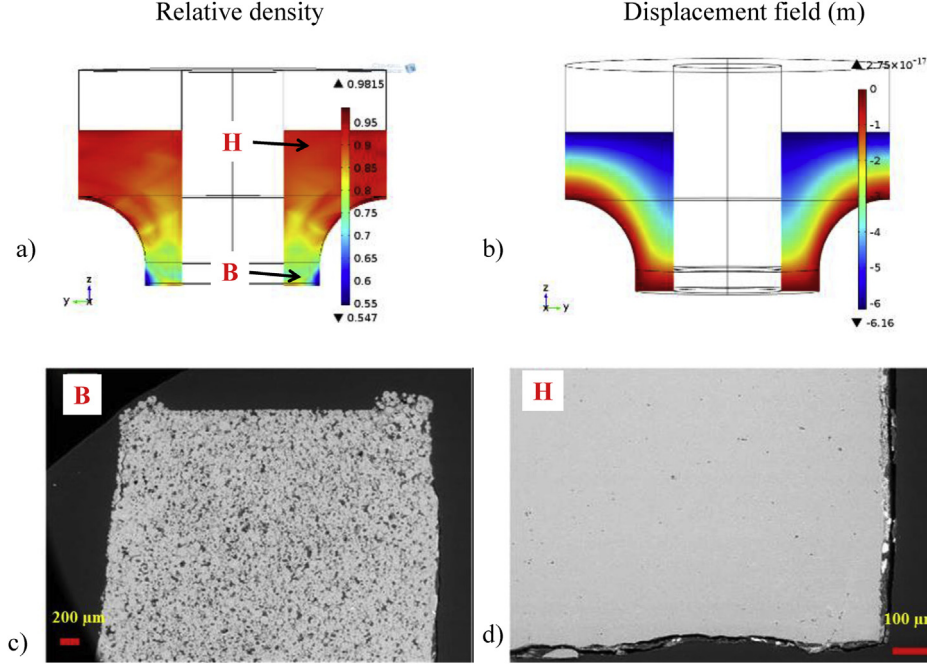 Relative density
Displacement field (m)
▲ 0.9815
0.95
0.9
0.85
0.8
0.75
0.7
0.65
0.6
0.55
▼ 0.547
H
B
a)
z
y
x
▲ 2.75×10⁻¹⁷
0
-1
-2
-3
-4
-5
-6
▼ -6.16
b)
z
x
y
B
200 µm
c)
H
100 µm
d)